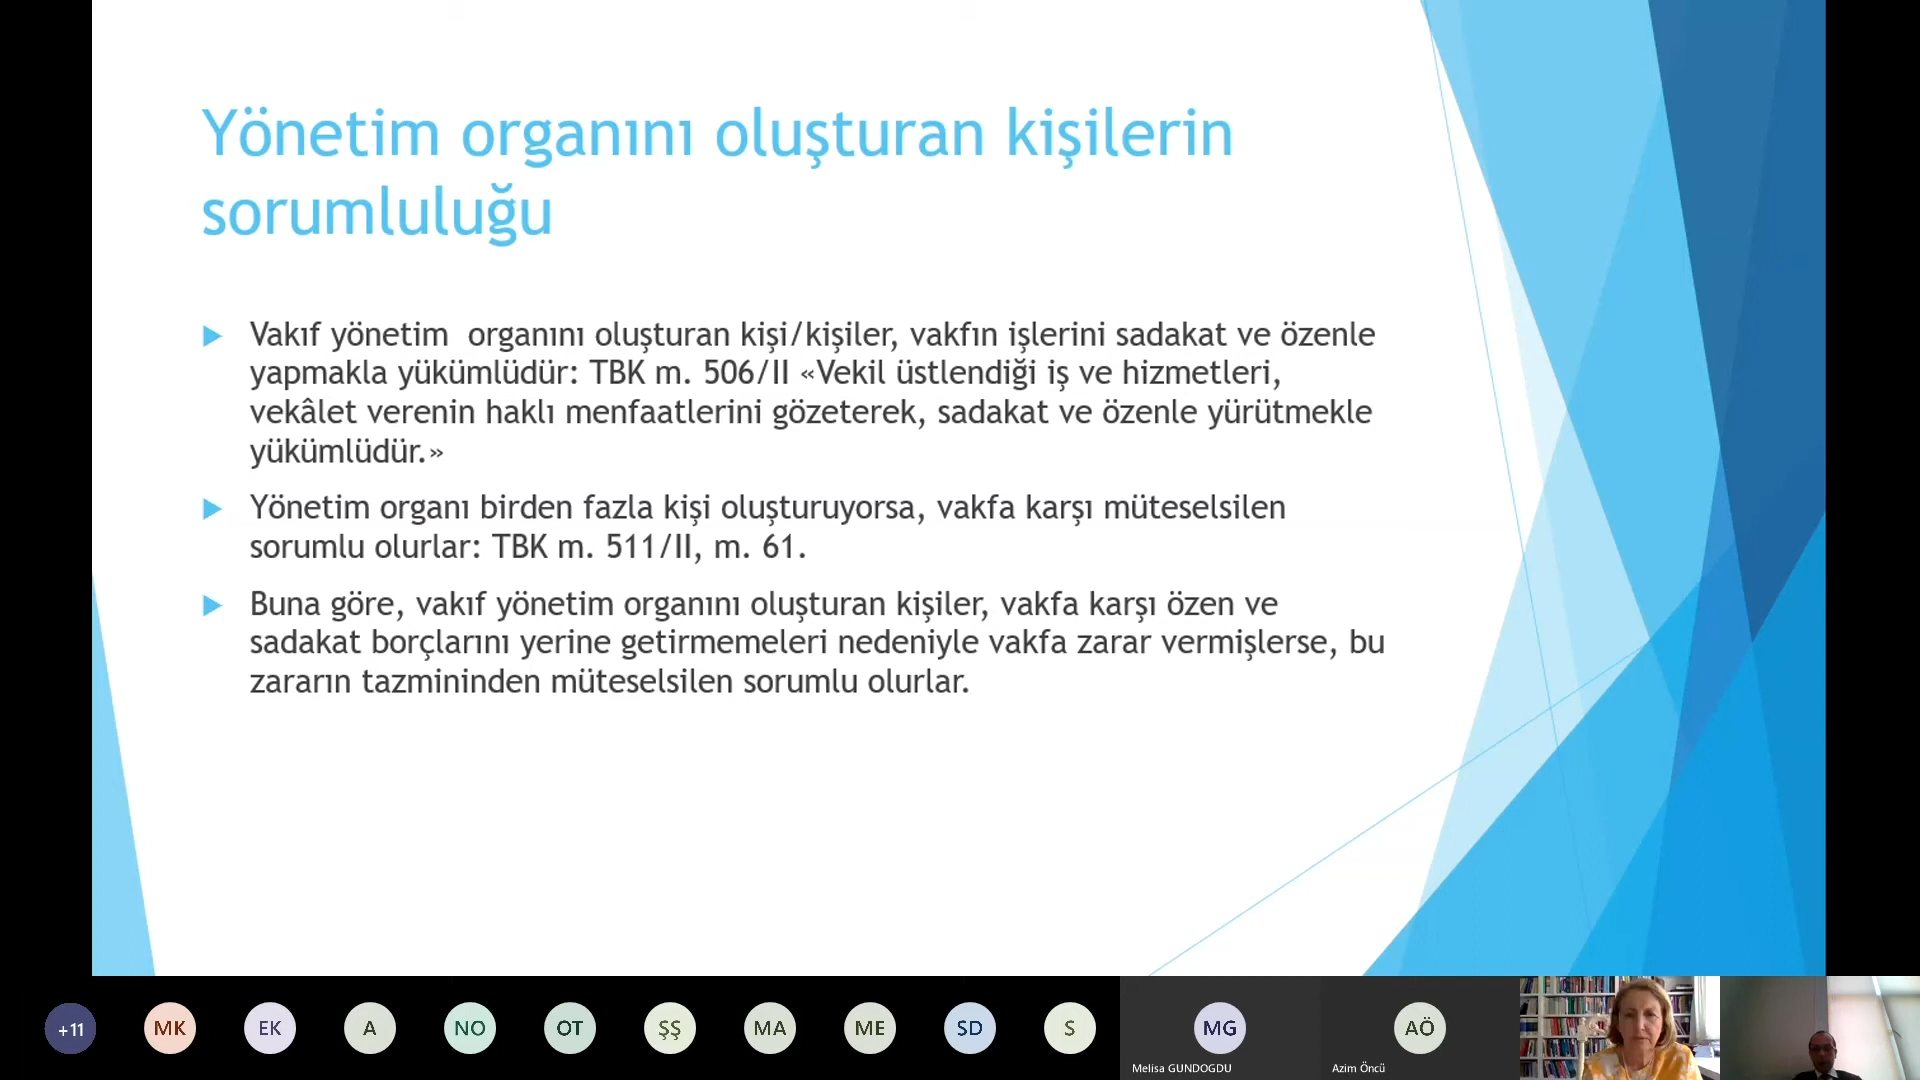 Yönetim organını oluşturan kişilerin
sorumluluğu
Vakıf yönetim  organını oluşturan kişi/kişiler, vakfın işlerini sadakat ve özenle
yapmakla yükümlüdür: TBK m. 506/II «Vekil üstlendiği iş ve hizmetleri,
vekâlet verenin haklı menfaatlerini gözeterek, sadakat ve özenle yürütmekle
yükümlüdür.»
Yönetim organı birden fazla kişi oluşturuyorsa, vakfa karşı müteselsilen
sorumlu olurlar: TBK m. 511/II, m. 61.
Buna göre, vakıf yönetim organını oluşturan kişiler, vakfa karşı özen ve
sadakat borçlarını yerine getirmemeleri nedeniyle vakfa zarar vermişlerse, bu
zararın tazmininden müteselsilen sorumlu olurlar.
+11 MK EK A NO OT ŞŞ MA ME SD S MG AÖ
Melisa GUNDOGDU Azim Öncü